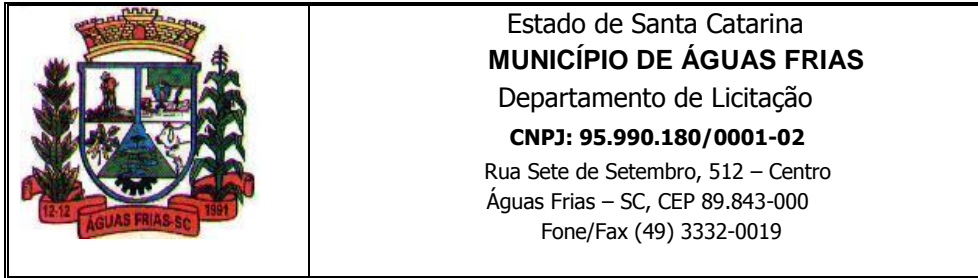 12-12
ÁGUAS FRIAS-SC
1991
Estado de Santa Catarina
MUNICÍPIO DE ÁGUAS FRIAS
Departamento de Licitação
CNPJ: 95.990.180/0001-02
Rua Sete de Setembro, 512 – Centro
Águas Frias – SC, CEP 89.843-000
Fone/Fax (49) 3332-0019